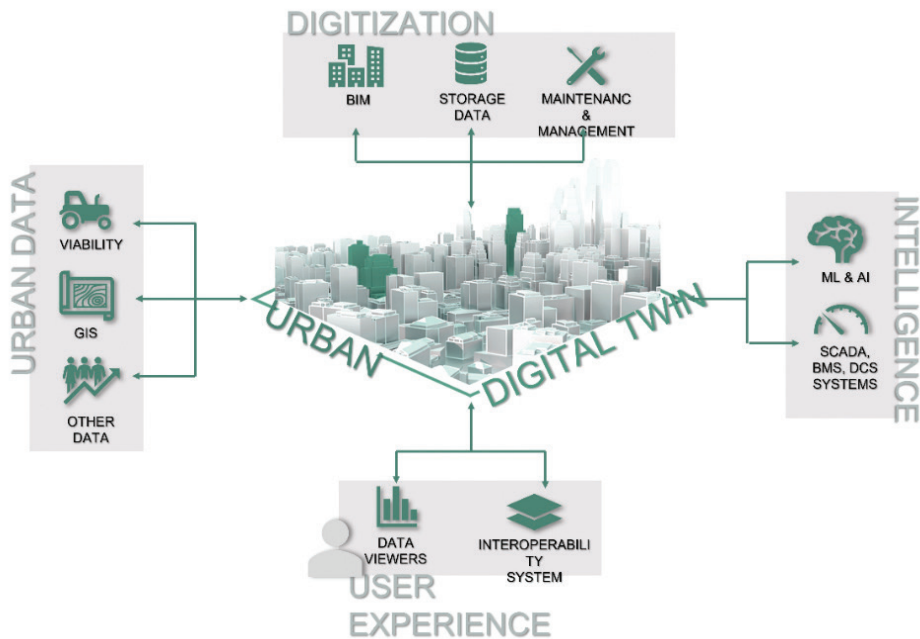 DIGITIZATION
BIM
STORAGE
DATA
MAINTENANC
&
MANAGEMENT
URBAN DATA
VIABILITY
GIS
OTHER
DATA
URBAN
DIGITAL TWIN
INTELLIGENCE
ML & AI
SCADA,
BMS, DCS
SYSTEMS
DATA
VIEWERS
INTEROPERABILI
TY
SYSTEM
USER
EXPERIENCE